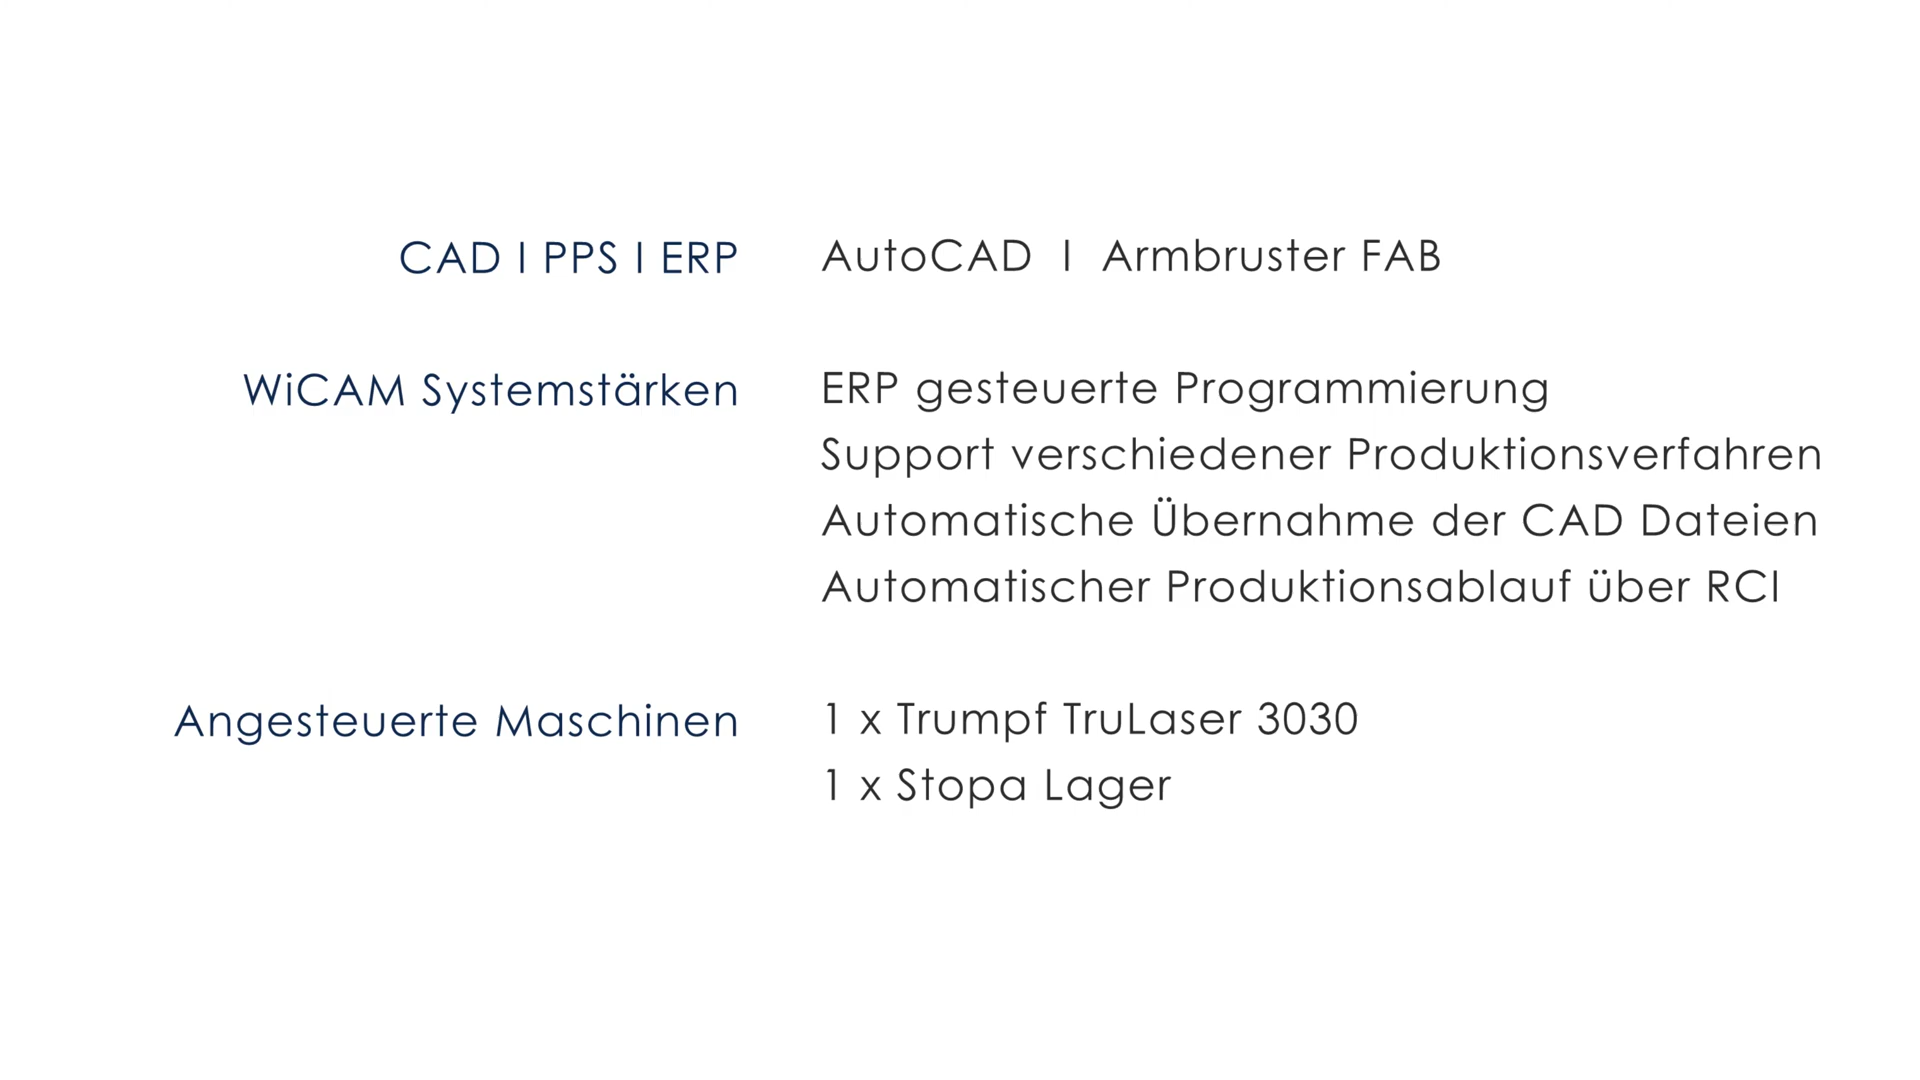 CAD I PPS I ERP AutoCAD I Armbruster FAB
WiCAM Systemstärken ERP gesteuerte Programmierung
Support verschiedener Produktionsverfahren
Automatische Übernahme der CAD Dateien
Automatischer Produktionsablauf über RCI
Angesteuerte Maschinen 1 x Trumpf TruLaser 3030
1 x Stopa Lager